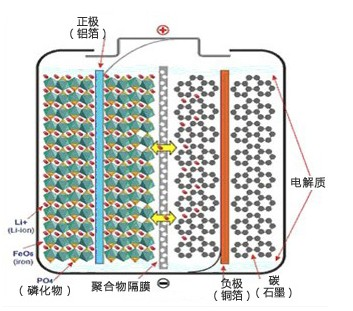 正极
（铝箔）
电解质
Li+
(Li-ion)
FeO6
(iron)
PO4
（磷化物）
聚合物隔膜
负极
（铜箔）
碳
（石墨）